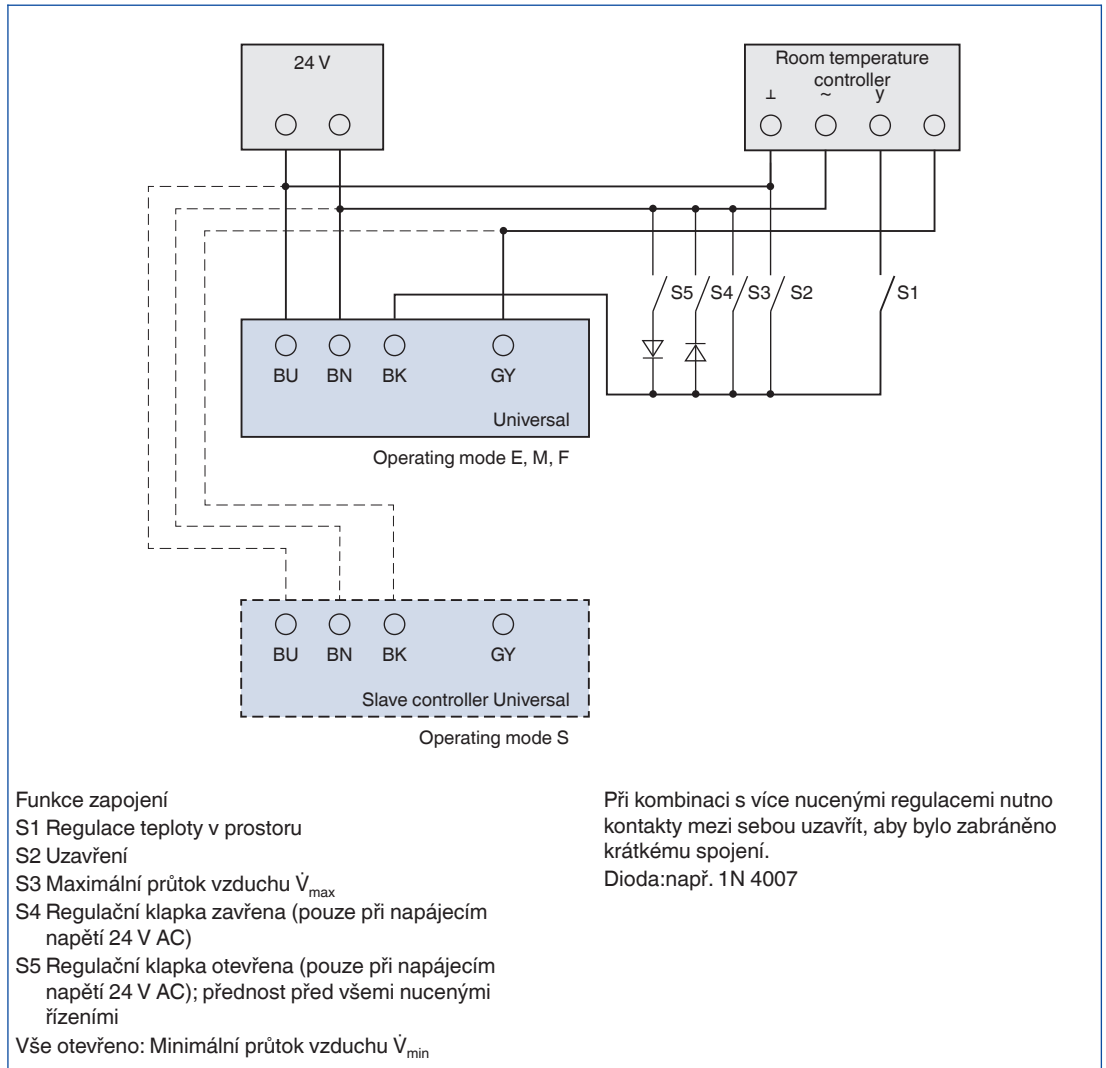 24 V
Room temperature
controller
⊥ ~ y
S5 S4 S3 S2 S1
BU BN BK GY
Universal
Operating mode E, M, F
BU BN BK GY
Slave controller Universal
Operating mode S
Funkce zapojení
S1 Regulace teploty v prostoru
S2 Uzavření
S3 Maximální průtok vzduchu V̇max
S4 Regulační klapka zavřena (pouze při napájecím
napětí 24 V AC)
S5 Regulační klapka otevřena (pouze při napájecím
napětí 24 V AC); přednost před všemi nucenými
řízeními
Vše otevřeno: Minimální průtok vzduchu V̇min
Při kombinaci s více nucenými regulacemi nutno
kontakty mezi sebou uzavřít, aby bylo zabráněno
krátkému spojení.
Dioda:např. 1N 4007